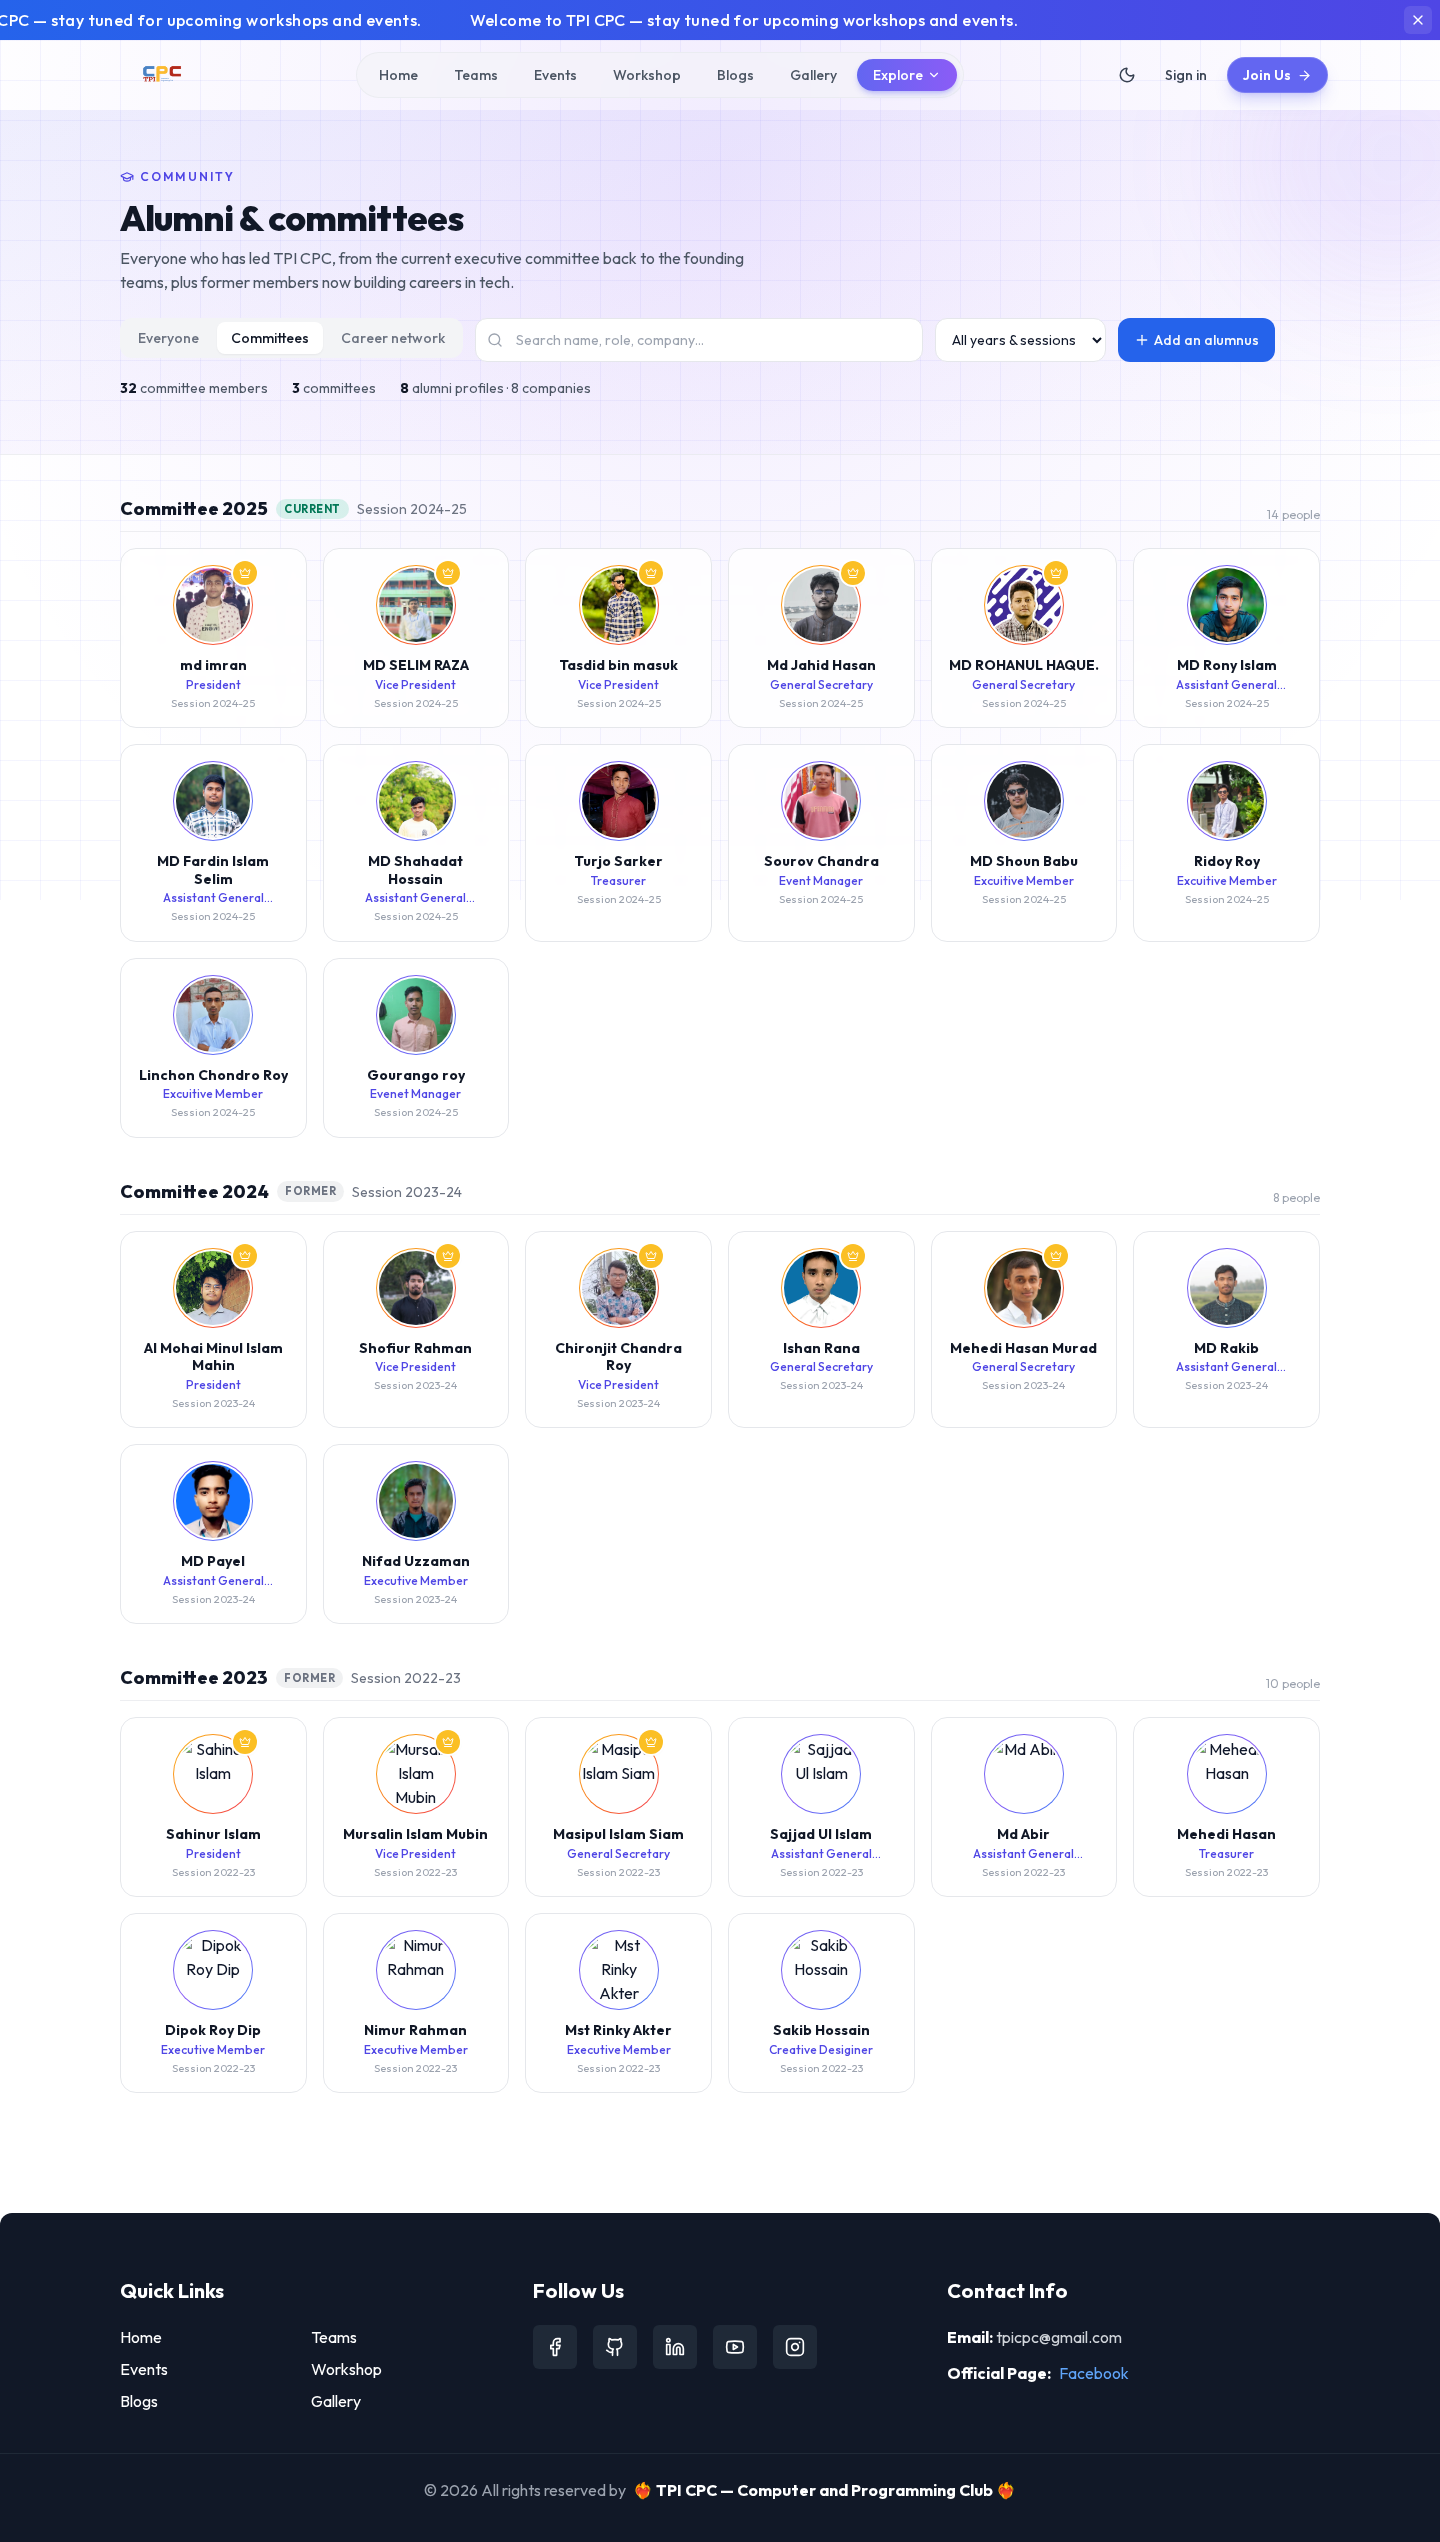 CPC — stay tuned for upcoming workshops and events. Welcome to TPI CPC — stay tuned for upcoming workshops and events.
CPC
TPI
Home Teams Events Workshop Blogs Gallery Explore Sign in Join Us
COMMUNITY
Alumni & committees
Everyone who has led TPI CPC, from the current executive committee back to the founding
teams, plus former members now building careers in tech.
Everyone Committees Career network Search name, role, company... All years & sessions Add an alumnus
32 committee members 3 committees 8 alumni profiles · 8 companies
Committee 2025 CURRENT Session 2024-25 14 people
md imran
President
Session 2024-25
MD SELIM RAZA
Vice President
Session 2024-25
Tasdid bin masuk
Vice President
Session 2024-25
Md Jahid Hasan
General Secretary
Session 2024-25
MD ROHANUL HAQUE.
General Secretary
Session 2024-25
MD Rony Islam
Assistant General...
Session 2024-25
MD Fardin Islam
Selim
Assistant General...
Session 2024-25
MD Shahadat
Hossain
Assistant General...
Session 2024-25
Turjo Sarker
Treasurer
Session 2024-25
Sourov Chandra
Event Manager
Session 2024-25
MD Shoun Babu
Excuitive Member
Session 2024-25
Ridoy Roy
Excuitive Member
Session 2024-25
Linchon Chondro Roy
Excuitive Member
Session 2024-25
Gourango roy
Evenet Manager
Session 2024-25
Committee 2024 FORMER Session 2023-24 8 people
Al Mohai Minul Islam
Mahin
President
Session 2023-24
Shofiur Rahman
Vice President
Session 2023-24
Chironjit Chandra
Roy
Vice President
Session 2023-24
Ishan Rana
General Secretary
Session 2023-24
Mehedi Hasan Murad
General Secretary
Session 2023-24
MD Rakib
Assistant General...
Session 2023-24
MD Payel
Assistant General...
Session 2023-24
Nifad Uzzaman
Executive Member
Session 2023-24
Committee 2023 FORMER Session 2022-23 10 people
Sahinur
Islam
Sahinur Islam
President
Session 2022-23
Mursalin
Islam
Mubin
Mursalin Islam Mubin
Vice President
Session 2022-23
Masipul
Islam Siam
Masipul Islam Siam
General Secretary
Session 2022-23
Sajjad
Ul Islam
Sajjad Ul Islam
Assistant General...
Session 2022-23
Md Abir
Md Abir
Assistant General...
Session 2022-23
Mehedi
Hasan
Mehedi Hasan
Treasurer
Session 2022-23
Dipok
Roy Dip
Dipok Roy Dip
Executive Member
Session 2022-23
Nimur
Rahman
Nimur Rahman
Executive Member
Session 2022-23
Mst
Rinky
Akter
Mst Rinky Akter
Executive Member
Session 2022-23
Sakib
Hossain
Sakib Hossain
Creative Desiginer
Session 2022-23
Quick Links
Home Teams
Events Workshop
Blogs Gallery
Follow Us
Contact Info
Email: tpicpc@gmail.com
Official Page: Facebook
© 2026 All rights reserved by ❤️‍🔥 TPI CPC — Computer and Programming Club ❤️‍🔥